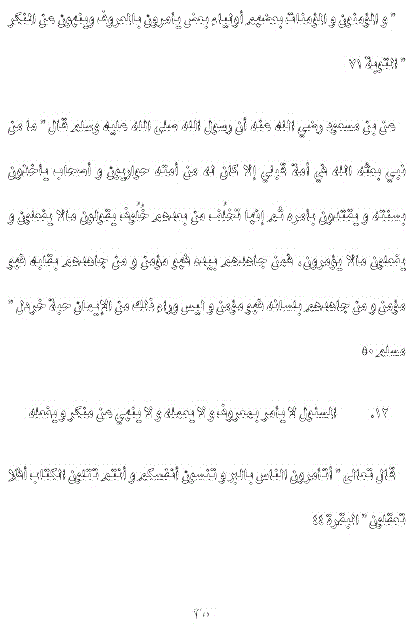 " و المؤمنون و المؤمنات بعضهم أولياء بعض يأمرون بالمعروف وينهون عن المنكر
" التوبة ٧١
عن بن مسعود رضي الله عنه أن رسول الله صلى الله عليه وسلم قال " ما من
نبي بعثه الله في أمة قبلي إلا كان له من أمته حواريون و أصحاب يأخذون
بسنته و يقتدون بأمره ثم إنها تخلف من بعدهم خُلُوف يقولون مالا يفعلون و
يفعلون مالا يؤمرون، فمن جاهدهم بيده فهو مؤمن و من جاهدهم بقلبه فهو
مؤمن و من جاهدهم بلسانه فهو مؤمن و ليس وراء ذلك من الإيمان حبة خردل "
مسلم ٥٠
١٢. المسئول لا يأمر بمعروف و لا يعمله و لا ينهي عن منكر و يفعله
قال تعالى " أتأمرون الناس بالبر و تنسون أنفسكم و أنتم تتلون الكتاب أفلا
تعقلون " البقرة ٤٤